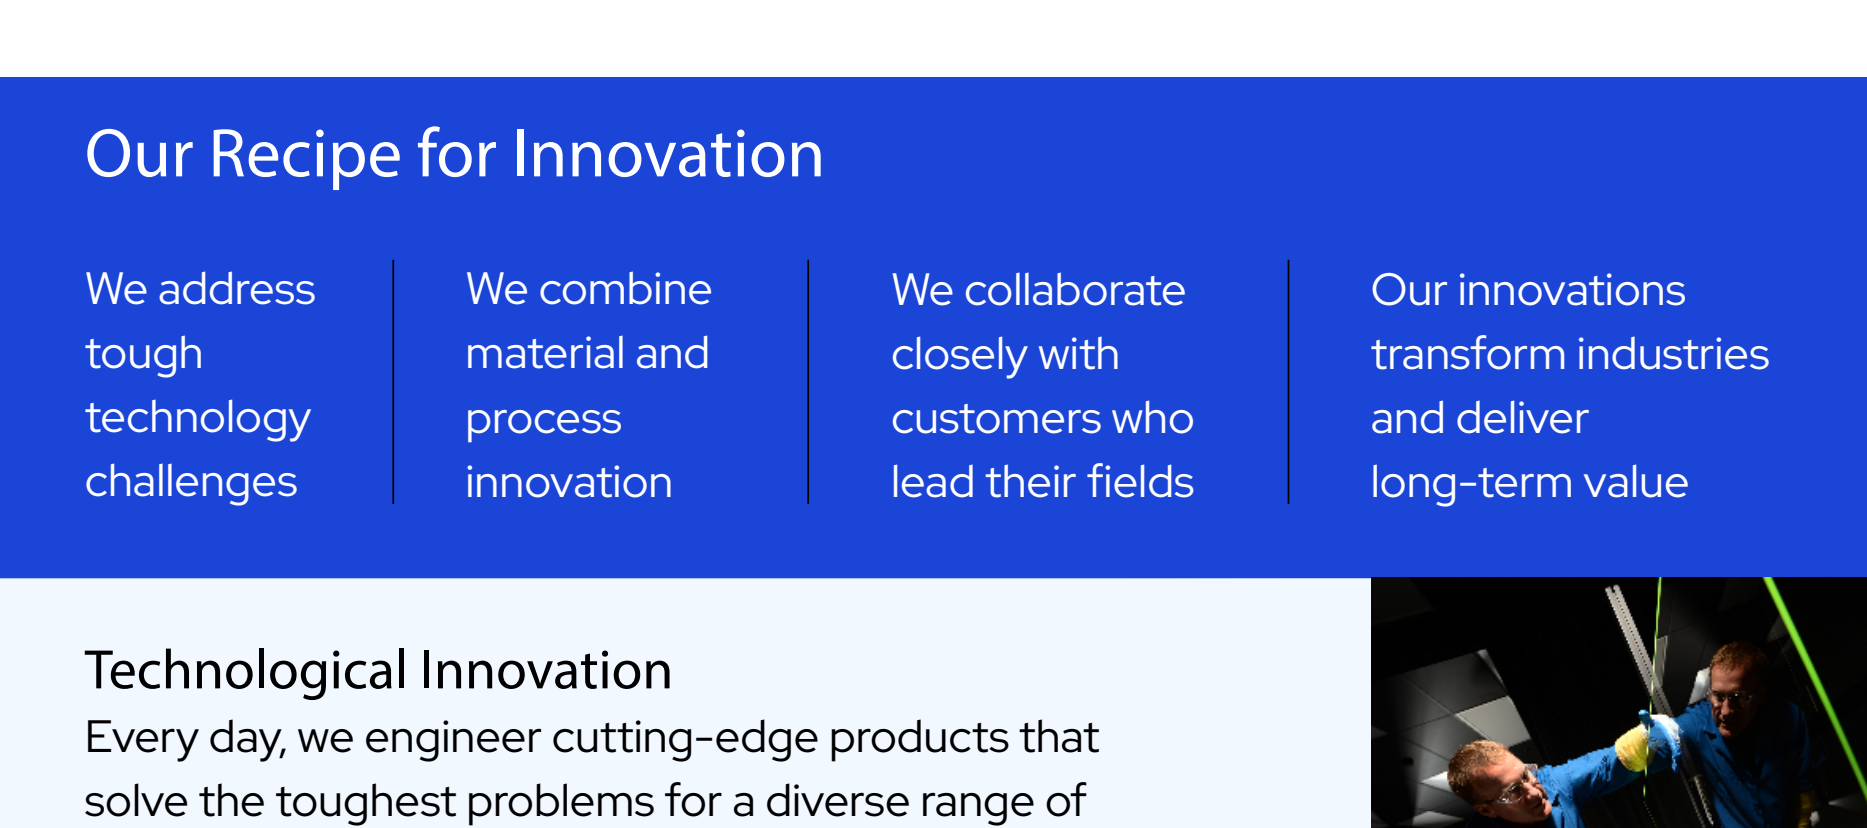 Our Recipe for Innovation
We address
tough
technology
challenges
We combine
material and
process
innovation
We collaborate
closely with
customers who
lead their fields
Our innovations
transform industries
and deliver
long-term value
Technological Innovation
Every day, we engineer cutting-edge products that
solve the toughest problems for a diverse range of